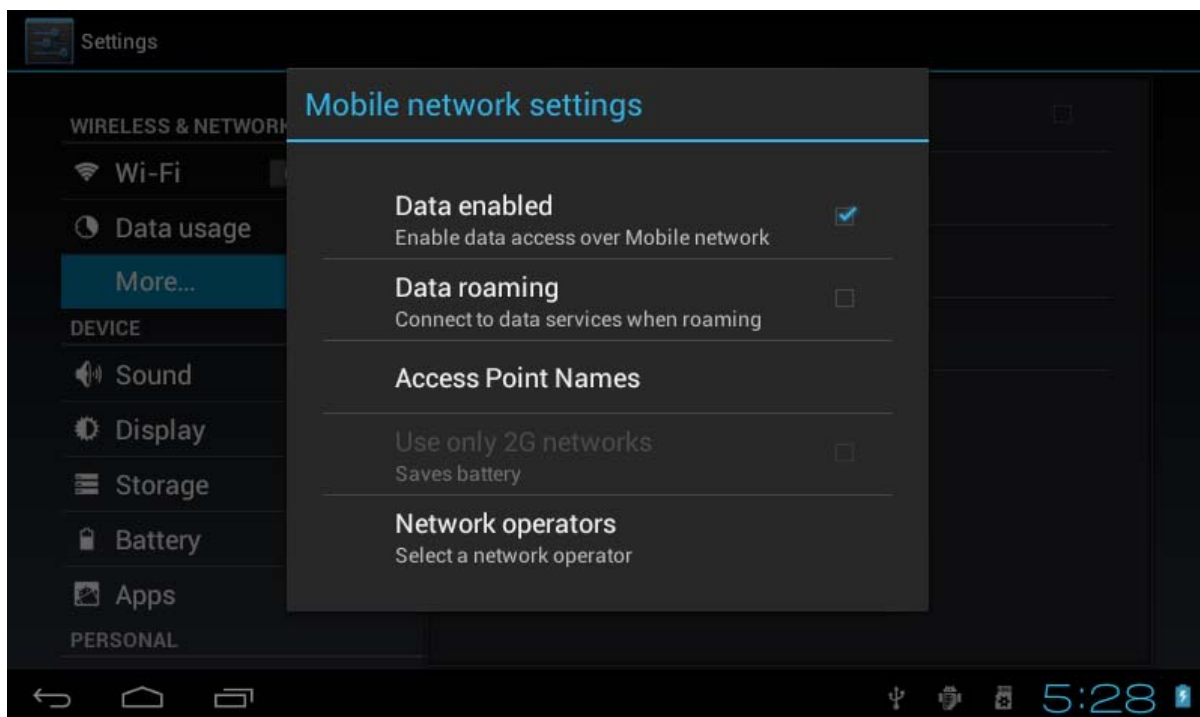 Settings
Mobile network settings
WIRELESS & NETWORK
Wi-Fi
Data usage
More...
DEVICE
Sound
Display
Storage
Battery
Apps
PERSONAL
Data enabled
Enable data access over Mobile network
Data roaming
Connect to data services when roaming
Access Point Names
Use only 2G networks
Saves battery
Network operators
Select a network operator
5:28